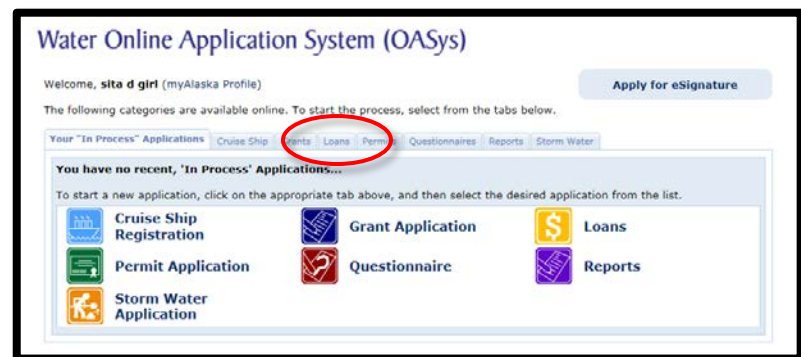 Water Online Application System (OASys)
Welcome, sita d girl (myAlaska Profile)
Apply for eSignature
The following categories are available online. To start the process, select from the tabs below.
Your "In Process" Applications Cruise Ship Grants Loans Permits Questionnaires Reports Storm Water
You have no recent, 'In Process' Applications...
To start a new application, click on the appropriate tab above, and then select the desired application from the list.
Cruise Ship
Registration
Grant Application
Loans
Permit Application
Questionnaire
Reports
Storm Water
Application